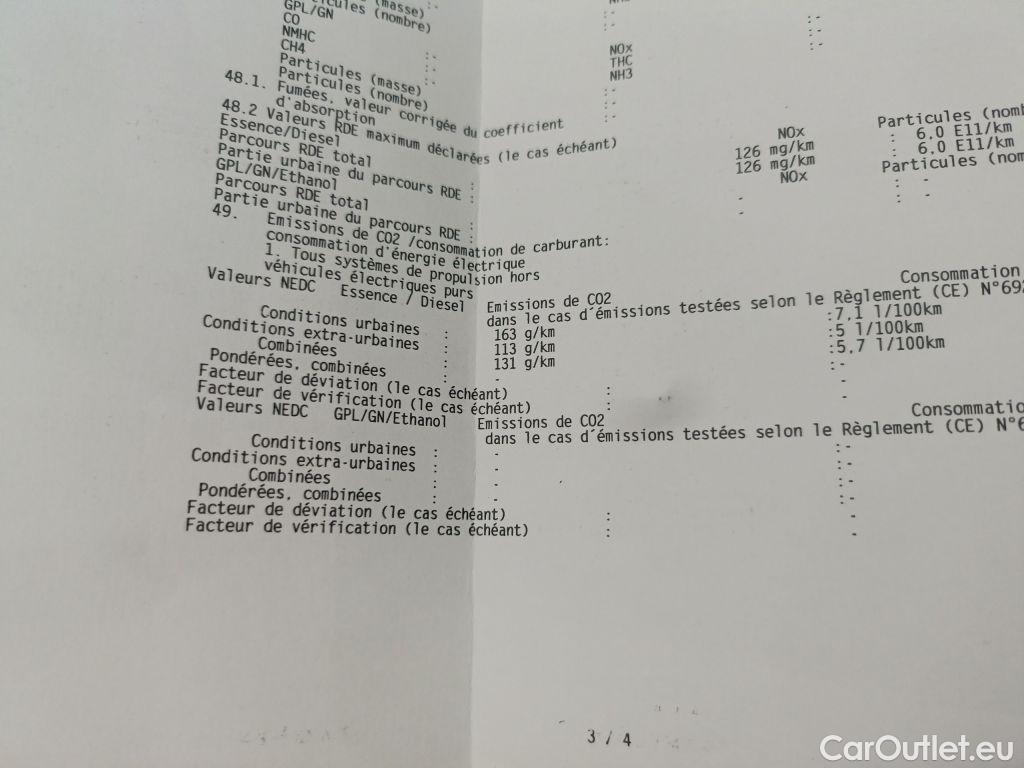 (masse) :-
(nombre)
GPL/GN
CO :-
NMHC :-
CH4 :- NOx :-
Particules (masse) :- THC
Particules (nombre) NH3
48.1. Fumées, valeur corrigée du coefficient :-
d'absorption :-
48.2 Valeurs RDE maximum déclarées (le cas échéant) :-
Essence/Diesel NOx Particules (nomb
Parcours RDE total : 126 mg/km : 6.0 E11/km
Partie urbaine du parcours RDE : 126 mg/km : 6.0 E11/km
GPL/GN/Ethanol NOx Particules (nom
Parcours RDE total : - : -
Partie urbaine du parcours RDE : - : -
49. Emissions de CO2 /consommation de carburant:
consommation d'énergie électrique
1. Tous systèmes de propulsion hors
véhicules électriques purs
Valeurs NEDC Essence / Diesel Emissions de CO2 Consommation
dans le cas d´émissions testées selon le Règlement (CE) N°692
Conditions urbaines : 163 g/km :7,1 l/100km
Conditions extra-urbaines : 113 g/km :5 l/100km
Combinées : 131 g/km :5,7 l/100km
Pondérées, combinées : - :-
Facteur de déviation (le cas échéant) : -
Facteur de vérification (le cas échéant) : -
Valeurs NEDC GPL/GN/Ethanol Emissions de CO2 Consommatio
dans le cas d´émissions testées selon le Règlement (CE) N°6
Conditions urbaines : - :-
Conditions extra-urbaines : - :-
Combinées : - :-
Pondérées, combinées : - :-
Facteur de déviation (le cas échéant) : -
Facteur de vérification (le cas échéant) : -
3 / 4
CarOutlet.eu